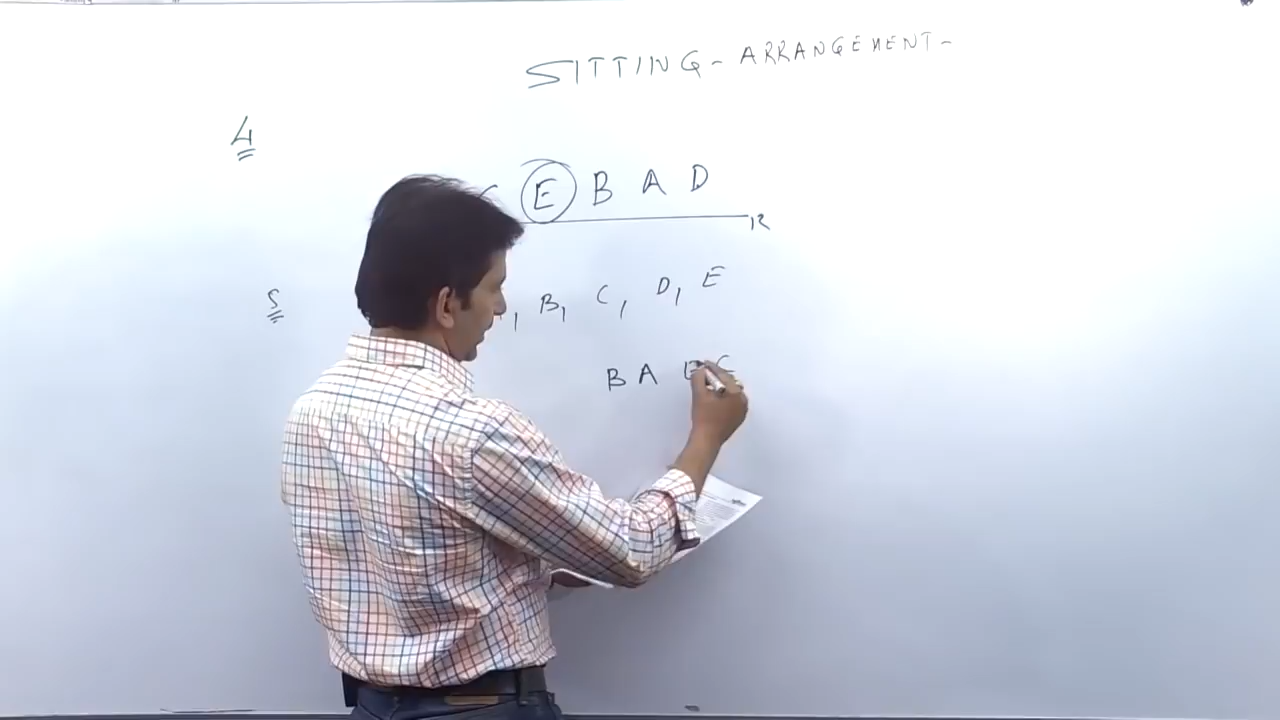 SITTING - ARRANGEMENT -
4
C E B A D
R
5
, B, C, D, E
B A E C